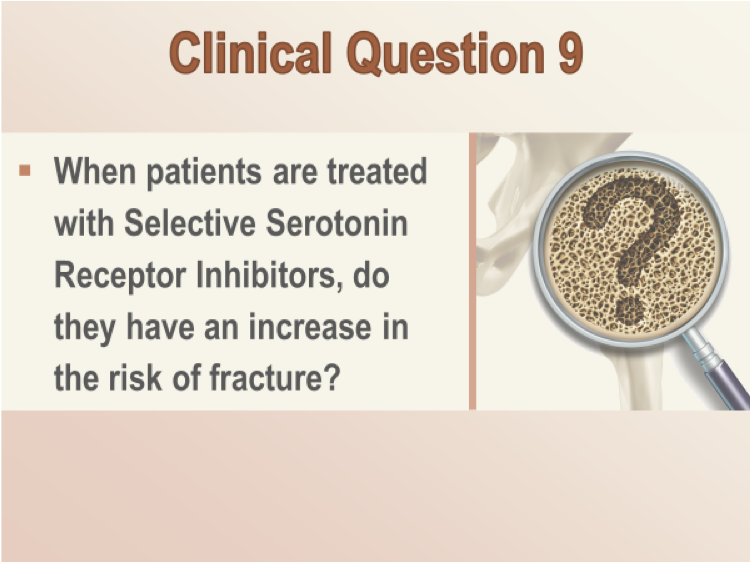 Clinical Question 9
When patients are treated
with Selective Serotonin
Receptor Inhibitors, do
they have an increase in
the risk of fracture?
?